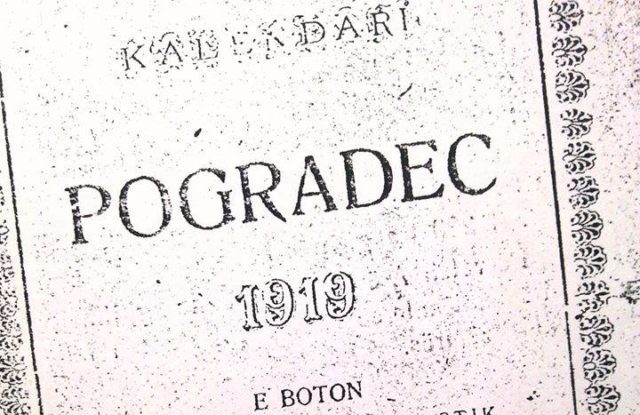 KALENDARI
POGRADEC
1919
E BOTON